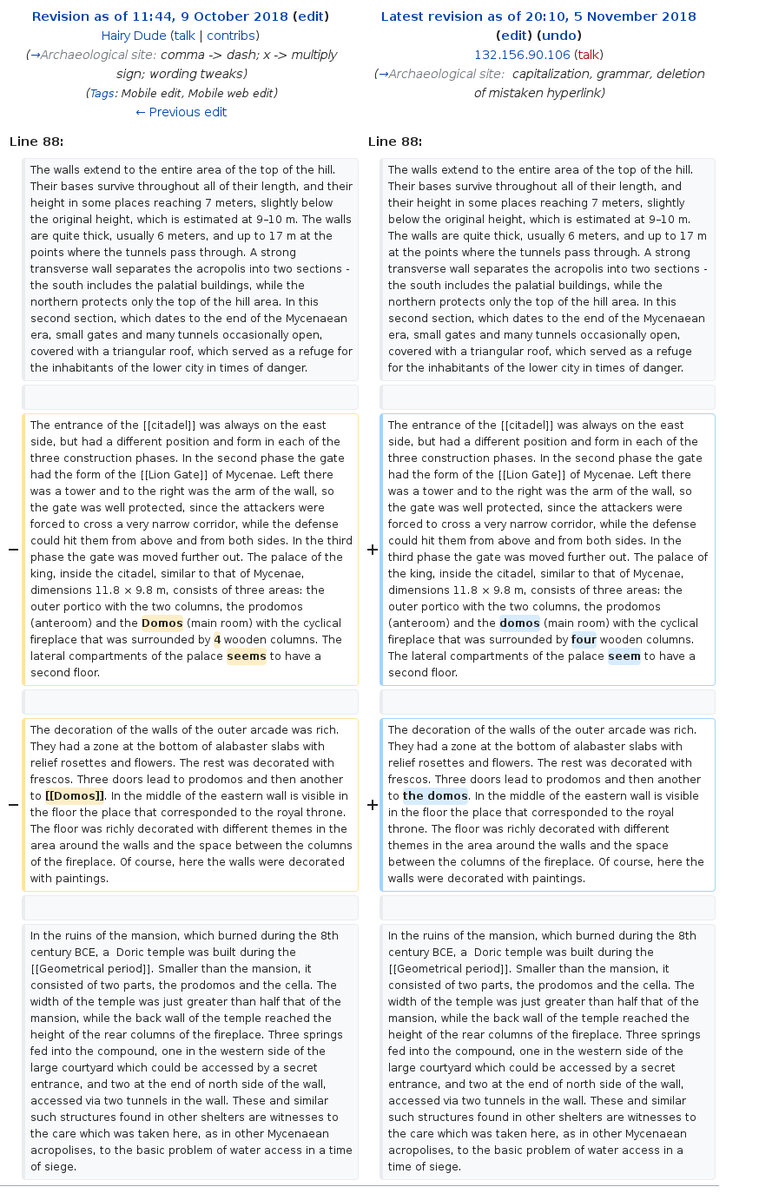 Revision as of 11:44, 9 October 2018 (edit)
Hairy Dude (talk | contribs)
(→Archaeological site: comma -> dash; x -> multiply
sign; wording tweaks)
(Tags: Mobile edit, Mobile web edit)
← Previous edit
Latest revision as of 20:10, 5 November 2018
(edit) (undo)
132.156.90.106 (talk)
(→Archaeological site: capitalization, grammar, deletion
of mistaken hyperlink)
Line 88:
The walls extend to the entire area of the top of the hill.
Their bases survive throughout all of their length, and their
height in some places reaching 7 meters, slightly below
the original height, which is estimated at 9–10 m. The walls
are quite thick, usually 6 meters, and up to 17 m at the
points where the tunnels pass through. A strong
transverse wall separates the acropolis into two sections -
the south includes the palatial buildings, while the
northern protects only the top of the hill area. In this
second section, which dates to the end of the Mycenaean
era, small gates and many tunnels occasionally open,
covered with a triangular roof, which served as a refuge for
the inhabitants of the lower city in times of danger.
− The entrance of the [[citadel]] was always on the east
side, but had a different position and form in each of the
three construction phases. In the second phase the gate
had the form of the [[Lion Gate]] of Mycenae. Left there
was a tower and to the right was the arm of the wall, so
the gate was well protected, since the attackers were
forced to cross a very narrow corridor, while the defense
could hit them from above and from both sides. In the third
phase the gate was moved further out. The palace of the
king, inside the citadel, similar to that of Mycenae,
dimensions 11.8 × 9.8 m, consists of three areas: the
outer portico with the two columns, the prodomos
(anteroom) and the Domos (main room) with the cyclical
fireplace that was surrounded by 4 wooden columns. The
lateral compartments of the palace seems to have a
second floor.
− The decoration of the walls of the outer arcade was rich.
They had a zone at the bottom of alabaster slabs with
relief rosettes and flowers. The rest was decorated with
frescos. Three doors lead to prodomos and then another
to [[Domos]]. In the middle of the eastern wall is visible in
the floor the place that corresponded to the royal throne.
The floor was richly decorated with different themes in the
area around the walls and the space between the columns
of the fireplace. Of course, here the walls were decorated
with paintings.
In the ruins of the mansion, which burned during the 8th
century BCE, a  Doric temple was built during the
[[Geometrical period]]. Smaller than the mansion, it
consisted of two parts, the prodomos and the cella. The
width of the temple was just greater than half that of the
mansion, while the back wall of the temple reached the
height of the rear columns of the fireplace. Three springs
fed into the compound, one in the western side of the
large courtyard which could be accessed by a secret
entrance, and two at the end of north side of the wall,
accessed via two tunnels in the wall. These and similar
such structures found in other shelters are witnesses to
the care which was taken here, as in other Mycenaean
acropolises, to the basic problem of water access in a time
of siege.
Line 88:
The walls extend to the entire area of the top of the hill.
Their bases survive throughout all of their length, and
their height in some places reaching 7 meters, slightly
below the original height, which is estimated at 9–10 m.
The walls are quite thick, usually 6 meters, and up to 17 m
at the points where the tunnels pass through. A strong
transverse wall separates the acropolis into two sections -
the south includes the palatial buildings, while the
northern protects only the top of the hill area. In this
second section, which dates to the end of the Mycenaean
era, small gates and many tunnels occasionally open,
covered with a triangular roof, which served as a refuge
for the inhabitants of the lower city in times of danger.
+ The entrance of the [[citadel]] was always on the east
side, but had a different position and form in each of the
three construction phases. In the second phase the gate
had the form of the [[Lion Gate]] of Mycenae. Left there
was a tower and to the right was the arm of the wall, so
the gate was well protected, since the attackers were
forced to cross a very narrow corridor, while the defense
could hit them from above and from both sides. In the
third phase the gate was moved further out. The palace of
the king, inside the citadel, similar to that of Mycenae,
dimensions 11.8 × 9.8 m, consists of three areas: the
outer portico with the two columns, the prodomos
(anteroom) and the domos (main room) with the cyclical
fireplace that was surrounded by four wooden columns.
The lateral compartments of the palace seem to have a
second floor.
+ The decoration of the walls of the outer arcade was rich.
They had a zone at the bottom of alabaster slabs with
relief rosettes and flowers. The rest was decorated with
frescos. Three doors lead to prodomos and then another
to the domos. In the middle of the eastern wall is visible
in the floor the place that corresponded to the royal
throne. The floor was richly decorated with different
themes in the area around the walls and the space
between the columns of the fireplace. Of course, here the
walls were decorated with paintings.
In the ruins of the mansion, which burned during the 8th
century BCE, a  Doric temple was built during the
[[Geometrical period]]. Smaller than the mansion, it
consisted of two parts, the prodomos and the cella. The
width of the temple was just greater than half that of the
mansion, while the back wall of the temple reached the
height of the rear columns of the fireplace. Three springs
fed into the compound, one in the western side of the
large courtyard which could be accessed by a secret
entrance, and two at the end of north side of the wall,
accessed via two tunnels in the wall. These and similar
such structures found in other shelters are witnesses to
the care which was taken here, as in other Mycenaean
acropolises, to the basic problem of water access in a
time of siege.